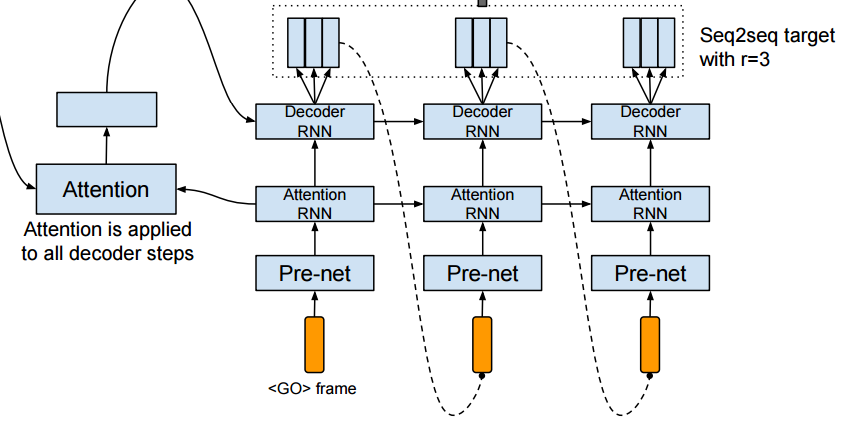 Seq2seq target
with r=3
Decoder
RNN
Decoder
RNN
Decoder
RNN
Attention
Attention is applied
to all decoder steps
Attention
RNN
Attention
RNN
Attention
RNN
Pre-net
Pre-net
Pre-net
<GO> frame